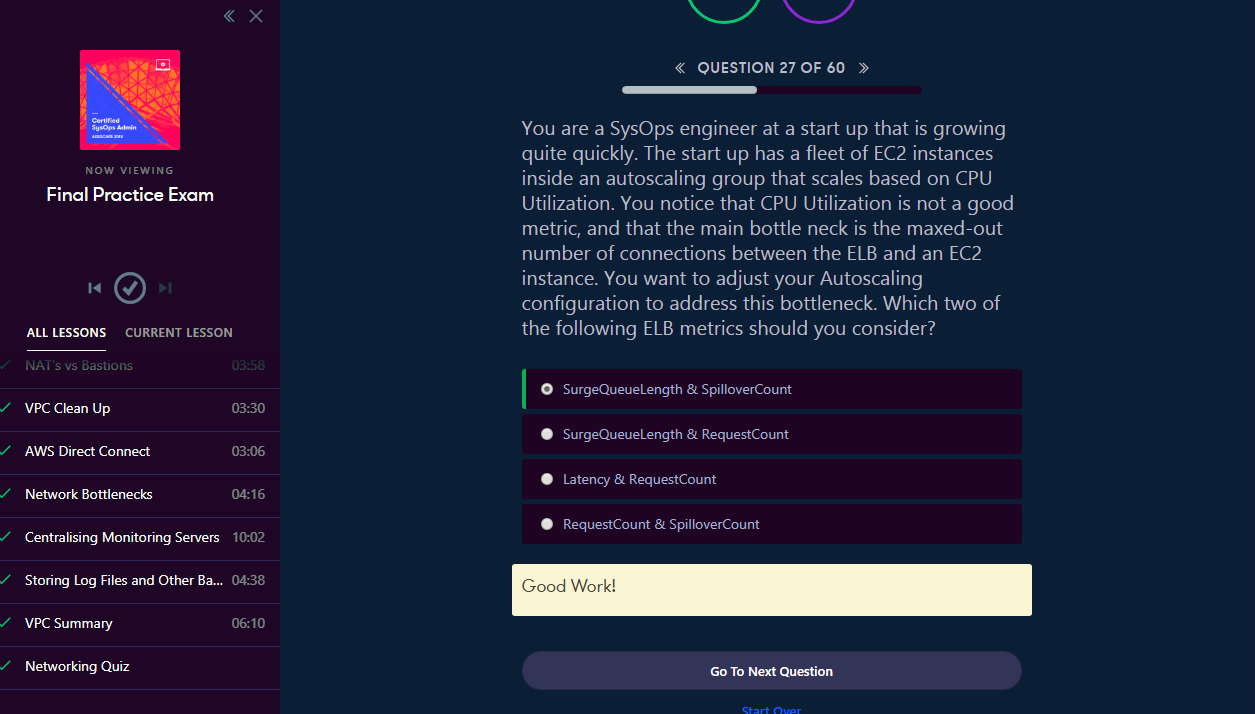 Certified
SysOps Admin
ASSOCIATE 2018
NOW VIEWING
Final Practice Exam
ALL LESSONS CURRENT LESSON
NAT's vs Bastions 03:58
VPC Clean Up 03:30
AWS Direct Connect 03:06
Network Bottlenecks 04:16
Centralising Monitoring Servers 10:02
Storing Log Files and Other Ba... 04:38
VPC Summary 06:10
Networking Quiz
QUESTION 27 OF 60
You are a SysOps engineer at a start up that is growing
quite quickly. The start up has a fleet of EC2 instances
inside an autoscaling group that scales based on CPU
Utilization. You notice that CPU Utilization is not a good
metric, and that the main bottle neck is the maxed-out
number of connections between the ELB and an EC2
instance. You want to adjust your Autoscaling
configuration to address this bottleneck. Which two of
the following ELB metrics should you consider?
SurgeQueueLength & SpilloverCount
SurgeQueueLength & RequestCount
Latency & RequestCount
RequestCount & SpilloverCount
Good Work!
Go To Next Question
Start Over